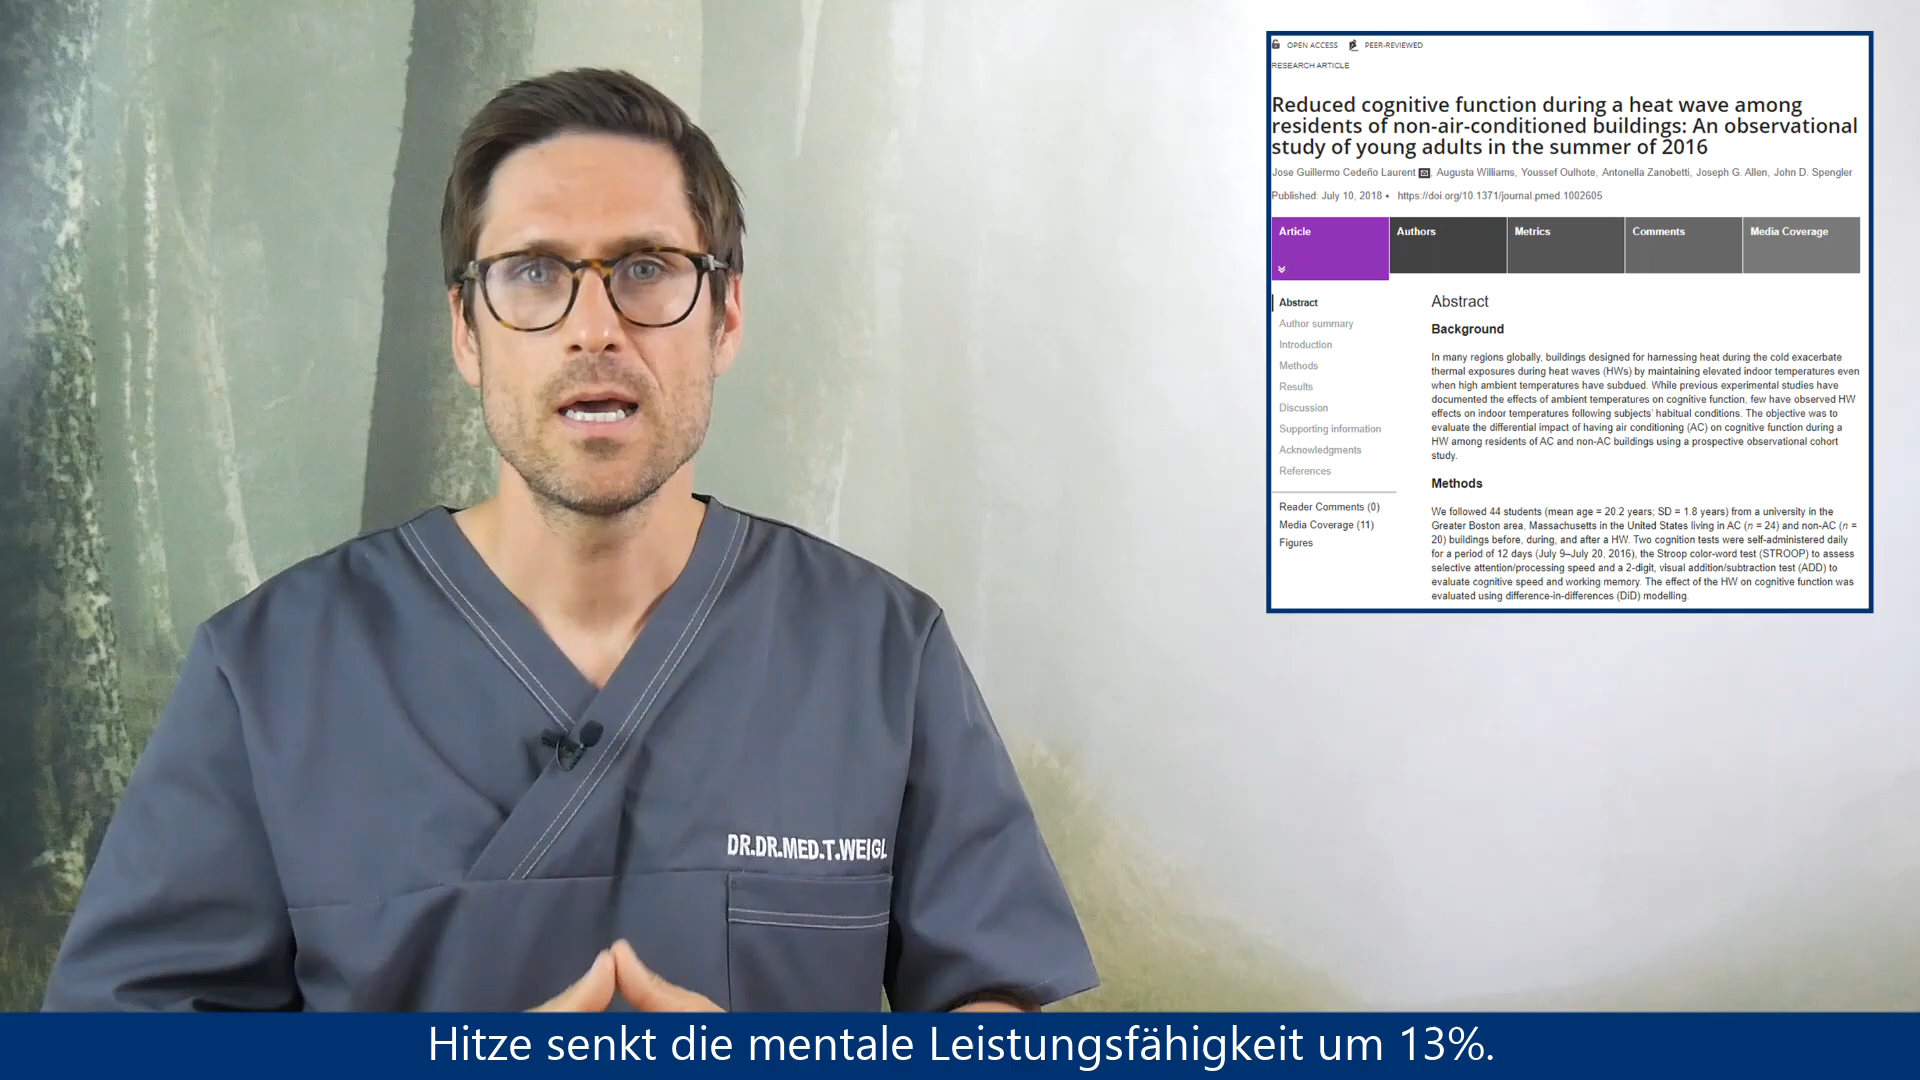 OPEN ACCESS PEER-REVIEWED
RESEARCH ARTICLE
Reduced cognitive function during a heat wave among
residents of non-air-conditioned buildings: An observational
study of young adults in the summer of 2016
Jose Guillermo Cedeño Laurent, Augusta Williams, Youssef Oulhote, Antonella Zanobetti, Joseph G. Allen, John D. Spengler
Published: July 10, 2018 • https://doi.org/10.1371/journal.pmed.1002605
Article Authors Metrics Comments Media Coverage
Abstract
Author summary
Introduction
Methods
Results
Discussion
Supporting information
Acknowledgments
References
Reader Comments (0)
Media Coverage (11)
Figures
Abstract
Background
In many regions globally, buildings designed for harnessing heat during the cold exacerbate
thermal exposures during heat waves (HWs) by maintaining elevated indoor temperatures even
when high ambient temperatures have subdued. While previous experimental studies have
documented the effects of ambient temperatures on cognitive function, few have observed HW
effects on indoor temperatures following subjects' habitual conditions. The objective was to
evaluate the differential impact of having air conditioning (AC) on cognitive function during a
HW among residents of AC and non-AC buildings using a prospective observational cohort
study.
Methods
We followed 44 students (mean age = 20.2 years; SD = 1.8 years) from a university in the
Greater Boston area, Massachusetts in the United States living in AC (n = 24) and non-AC (n =
20) buildings before, during, and after a HW. Two cognition tests were self-administered daily
for a period of 12 days (July 9–July 20, 2016), the Stroop color-word test (STROOP) to assess
selective attention/processing speed and a 2-digit, visual addition/subtraction test (ADD) to
evaluate cognitive speed and working memory. The effect of the HW on cognitive function was
evaluated using difference-in-differences (DiD) modelling.
DR.DR.MED.T.WEIGL
Hitze senkt die mentale Leistungsfähigkeit um 13%.